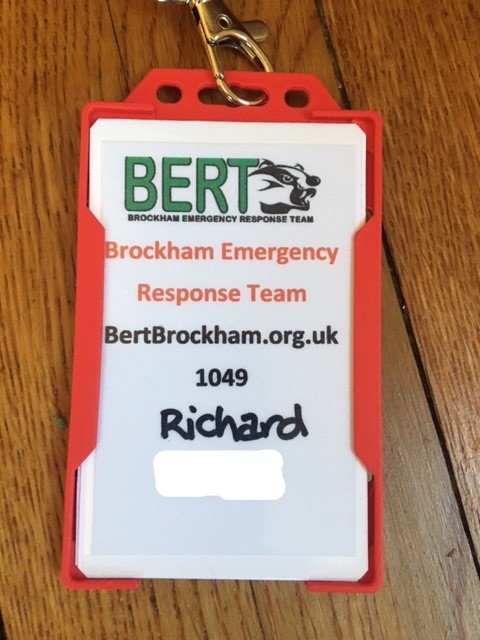 BERT
BROCKHAM EMERGENCY RESPONSE TEAM
Brockham Emergency
Response Team
BertBrockham.org.uk
1049
Richard